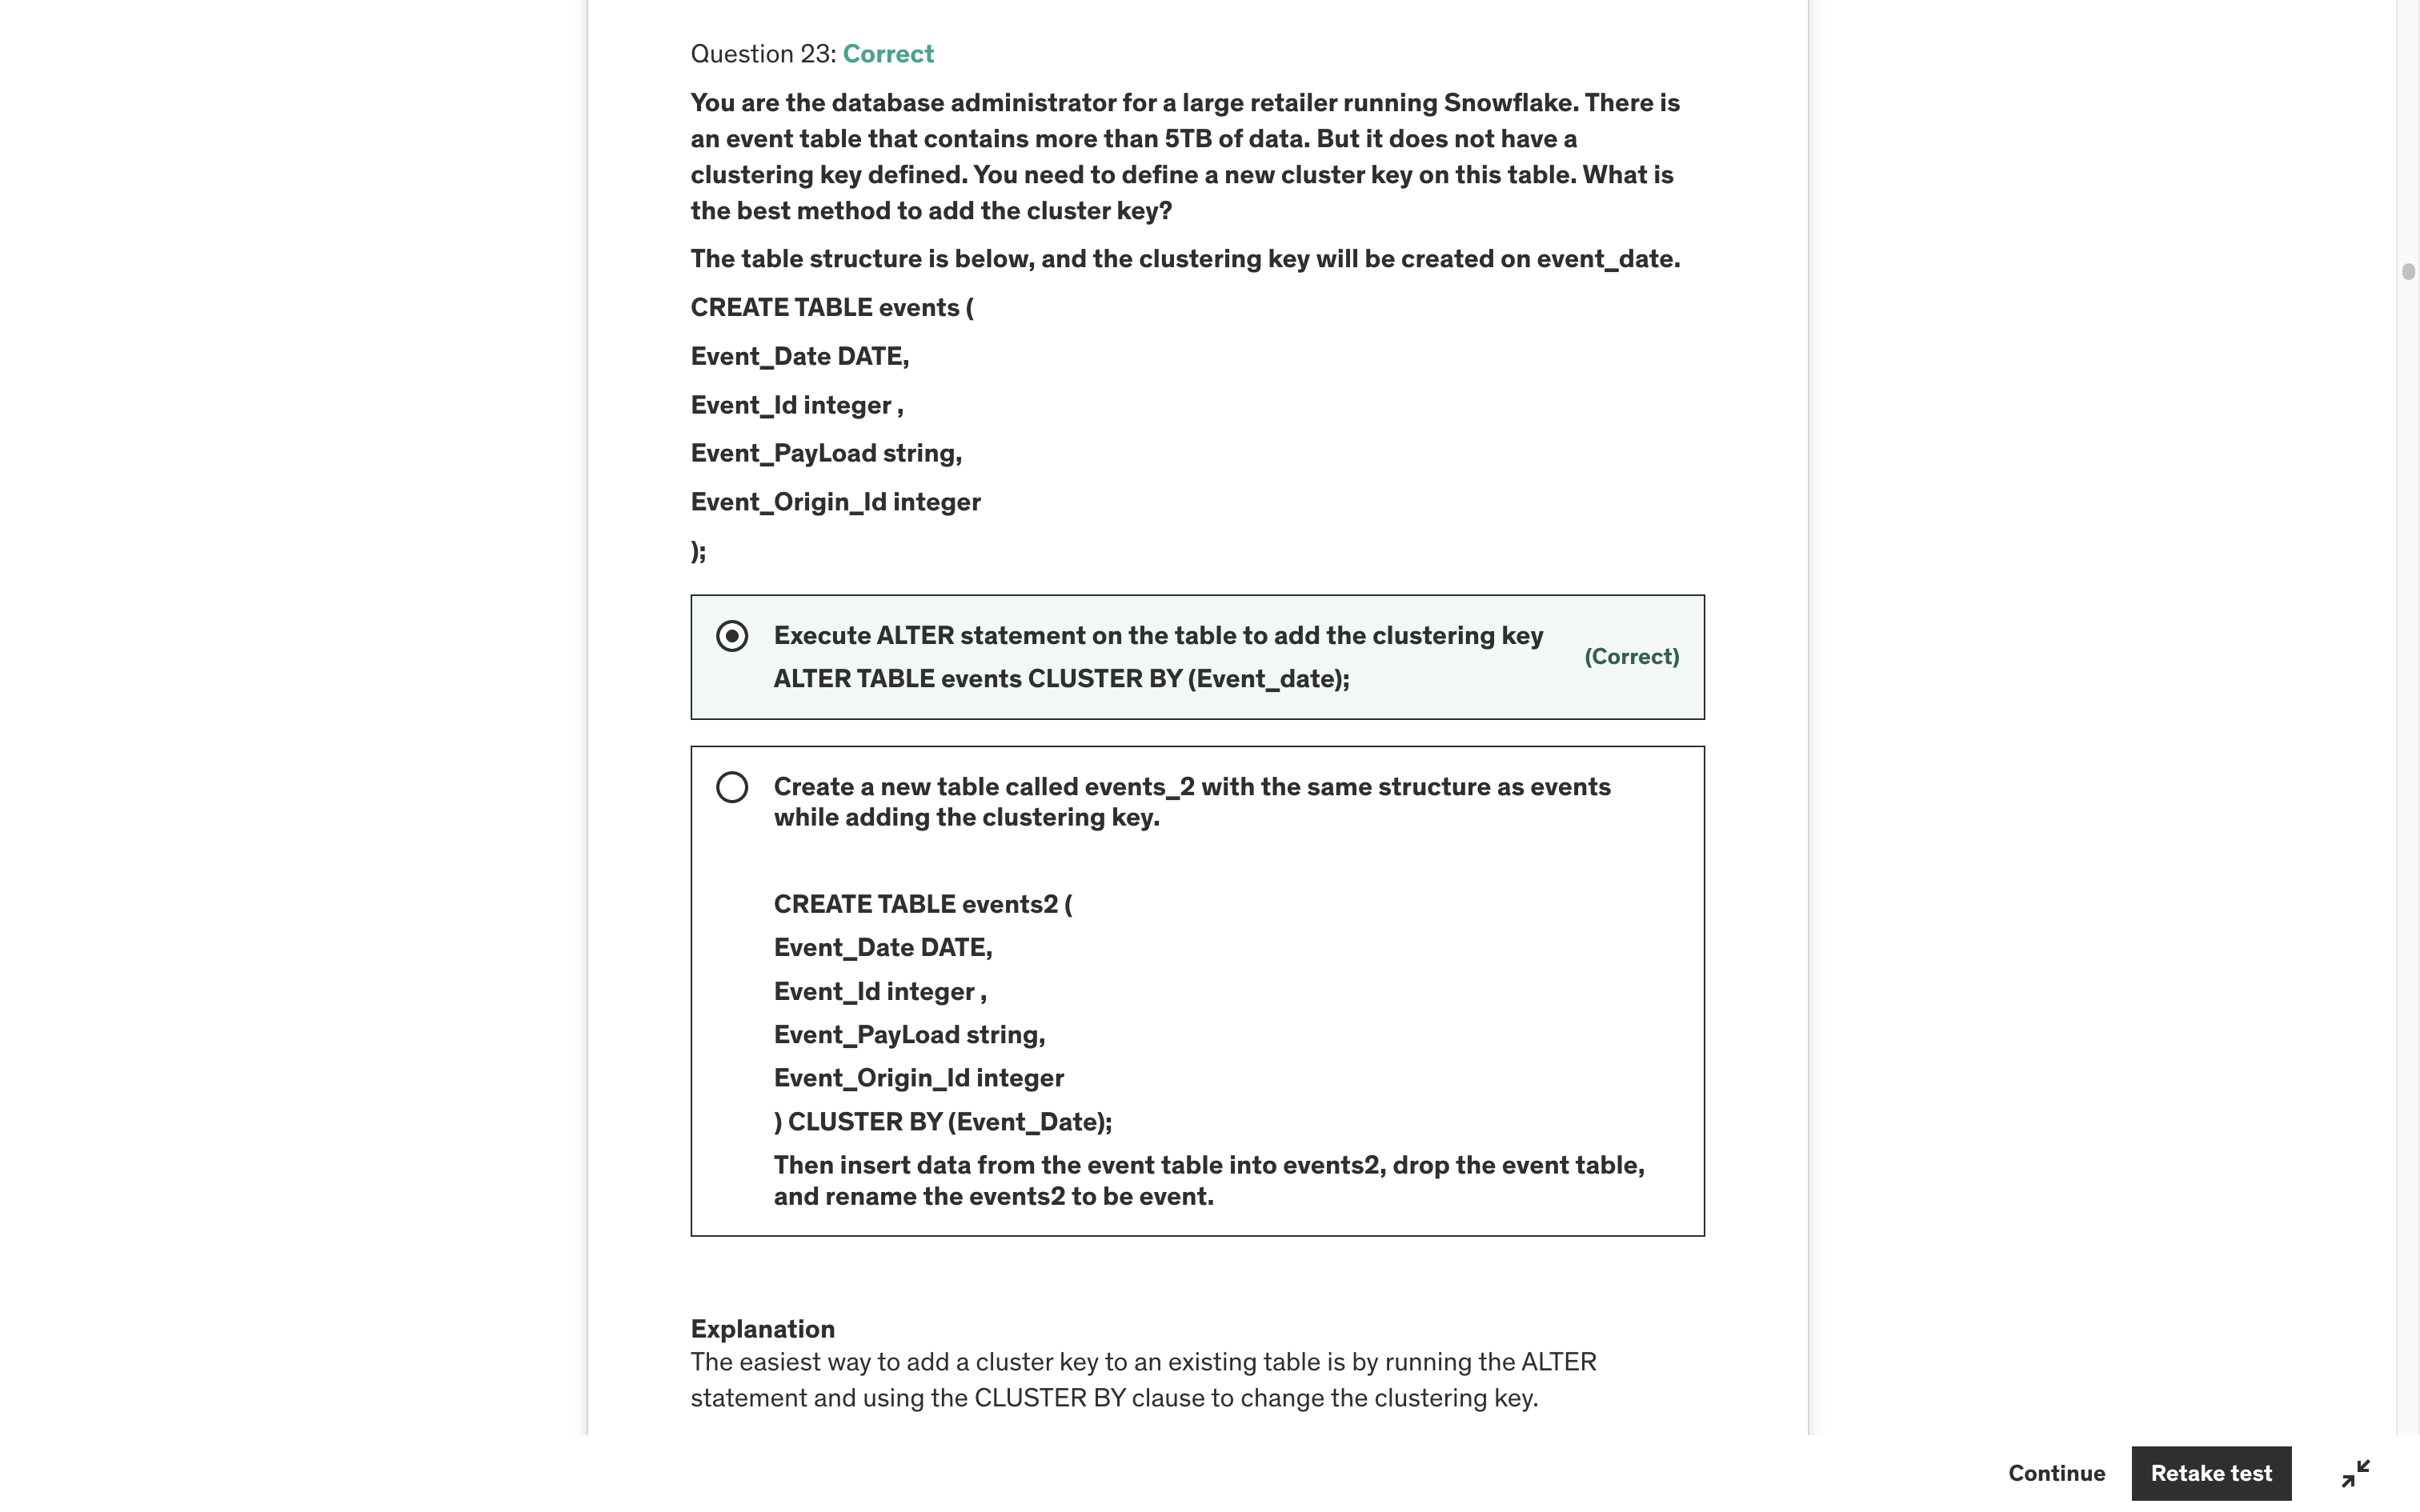 Question 23: Correct
You are the database administrator for a large retailer running Snowflake. There is
an event table that contains more than 5TB of data. But it does not have a
clustering key defined. You need to define a new cluster key on this table. What is
the best method to add the cluster key?
The table structure is below, and the clustering key will be created on event_date.
CREATE TABLE events (
Event_Date DATE,
Event_Id integer ,
Event_PayLoad string,
Event_Origin_Id integer
);
Execute ALTER statement on the table to add the clustering key
ALTER TABLE events CLUSTER BY (Event_date);
(Correct)
Create a new table called events_2 with the same structure as events
while adding the clustering key.
CREATE TABLE events2 (
Event_Date DATE,
Event_Id integer ,
Event_PayLoad string,
Event_Origin_Id integer
) CLUSTER BY (Event_Date);
Then insert data from the event table into events2, drop the event table,
and rename the events2 to be event.
Explanation
The easiest way to add a cluster key to an existing table is by running the ALTER
statement and using the CLUSTER BY clause to change the clustering key.
Continue
Retake test